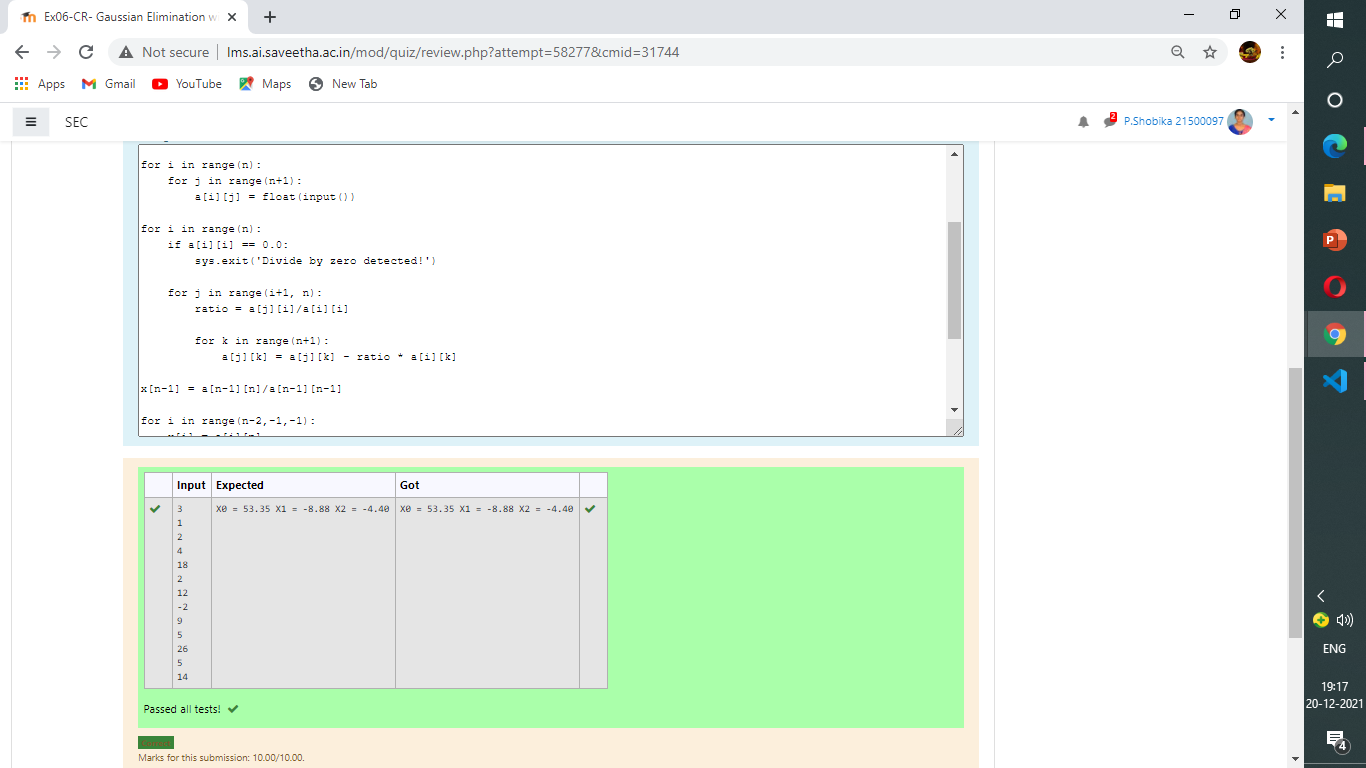 Ex06-CR- Gaussian Elimination w
Not secure | lms.ai.saveetha.ac.in/mod/quiz/review.php?attempt=58277&cmid=31744
Apps Gmail YouTube Maps New Tab
SEC
2
P.Shobika 21500097
for i in range(n):
    for j in range(n+1):
        a[i][j] = float(input())
for i in range(n):
    if a[i][i] == 0.0:
        sys.exit('Divide by zero detected!')
    for j in range(i+1, n):
        ratio = a[j][i]/a[i][i]
        for k in range(n+1):
            a[j][k] = a[j][k] - ratio * a[i][k]
x[n-1] = a[n-1][n]/a[n-1][n-1]
for i in range(n-2,-1,-1):
Input Expected Got
3 X0 = 53.35 X1 = -8.88 X2 = -4.40 X0 = 53.35 X1 = -8.88 X2 = -4.40
1
2
4
18
2
12
-2
9
5
26
5
14
Passed all tests!
Marks for this submission: 10.00/10.00.
ENG
19:17
20-12-2021
4